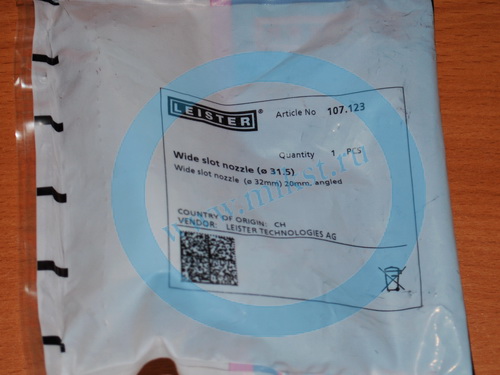 LEISTER® Article No 107.123
Wide slot nozzle (ø 31.5) Quantity 1 PCS
Wide slot nozzle (ø 32mm) 20mm, angled
COUNTRY OF ORIGIN: CH
VENDOR: LEISTER TECHNOLOGIES AG